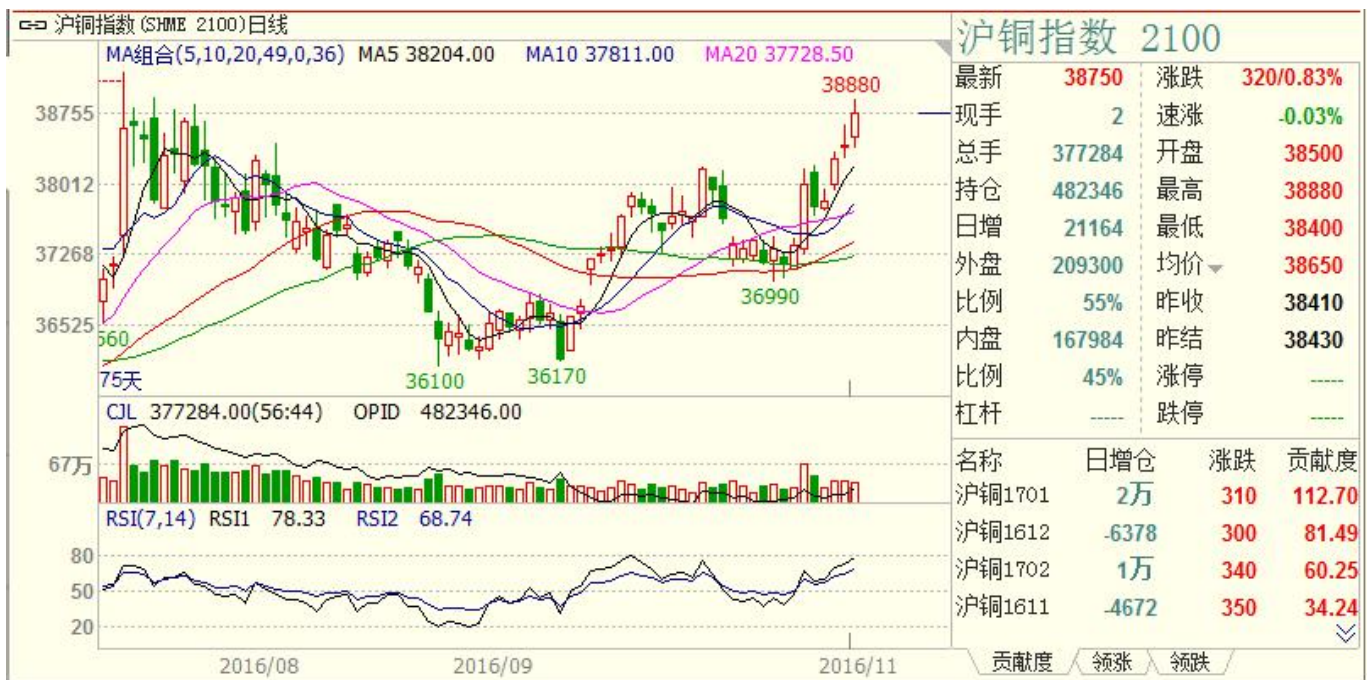 沪铜指数(SHME 2100)日线
MA组合(5,10,20,49,0,36) MA5 38204.00 MA10 37811.00 MA20 37728.50
38880
38755
38012
37268
36525
36990
560
75天
36100
36170
CJL 377284.00(56:44) OPID 482346.00
67万
RSI(7,14) RSI1 78.33 RSI2 68.74
80
50
20
2016/08 2016/09 2016/11
沪铜指数 2100
最新 38750 涨跌 320/0.83%
现手 2 速涨 -0.03%
总手 377284 开盘 38500
持仓 482346 最高 38880
日增 21164 最低 38400
外盘 209300 均价 38650
比例 55% 昨收 38410
内盘 167984 昨结 38430
比例 45% 涨停 -----
杠杆 ----- 跌停 -----
名称 日增仓 涨跌 贡献度
沪铜1701 2万 310 112.70
沪铜1612 -6378 300 81.49
沪铜1702 1万 340 60.25
沪铜1611 -4672 350 34.24
贡献度 领涨 领跌